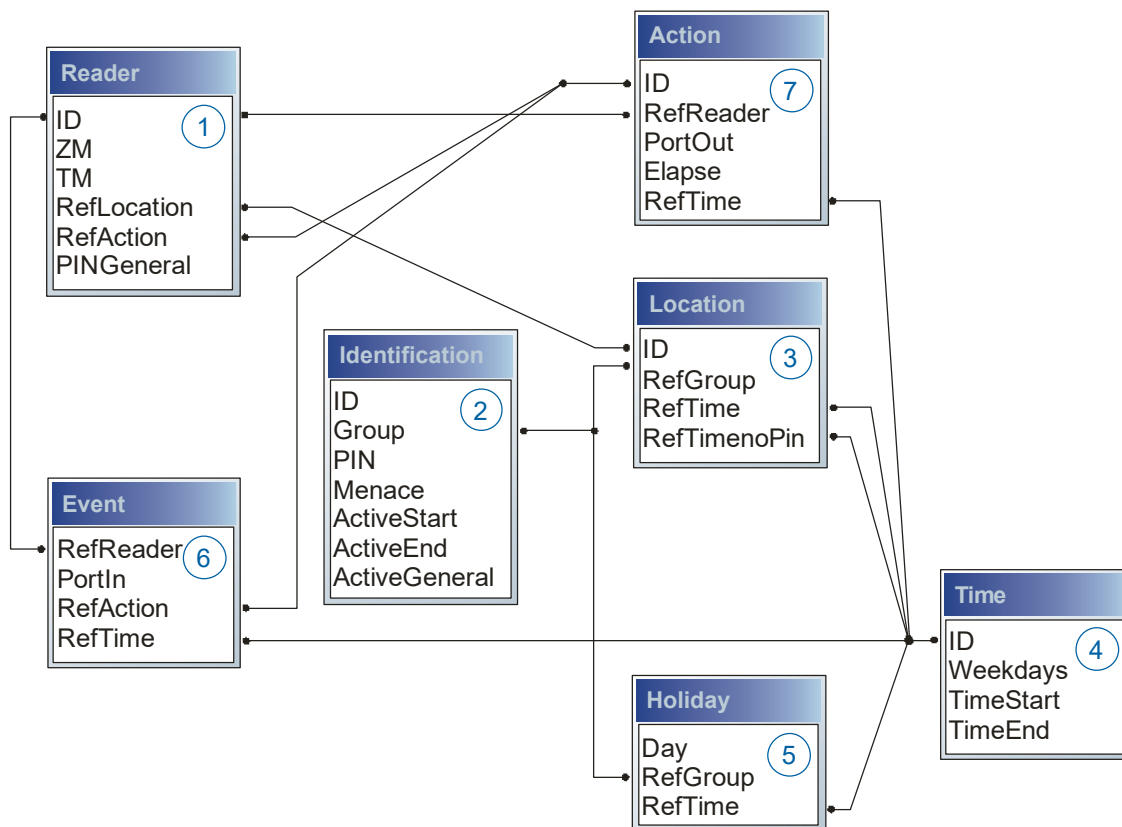 Reader
1
ID
ZM
TM
RefLocation
RefAction
PINGeneral
Action
7
ID
RefReader
PortOut
Elapse
RefTime
Identification
2
ID
Group
PIN
Menace
ActiveStart
ActiveEnd
ActiveGeneral
Location
3
ID
RefGroup
RefTime
RefTimenoPin
Event
6
RefReader
PortIn
RefAction
RefTime
Time
4
ID
Weekdays
TimeStart
TimeEnd
Holiday
5
Day
RefGroup
RefTime